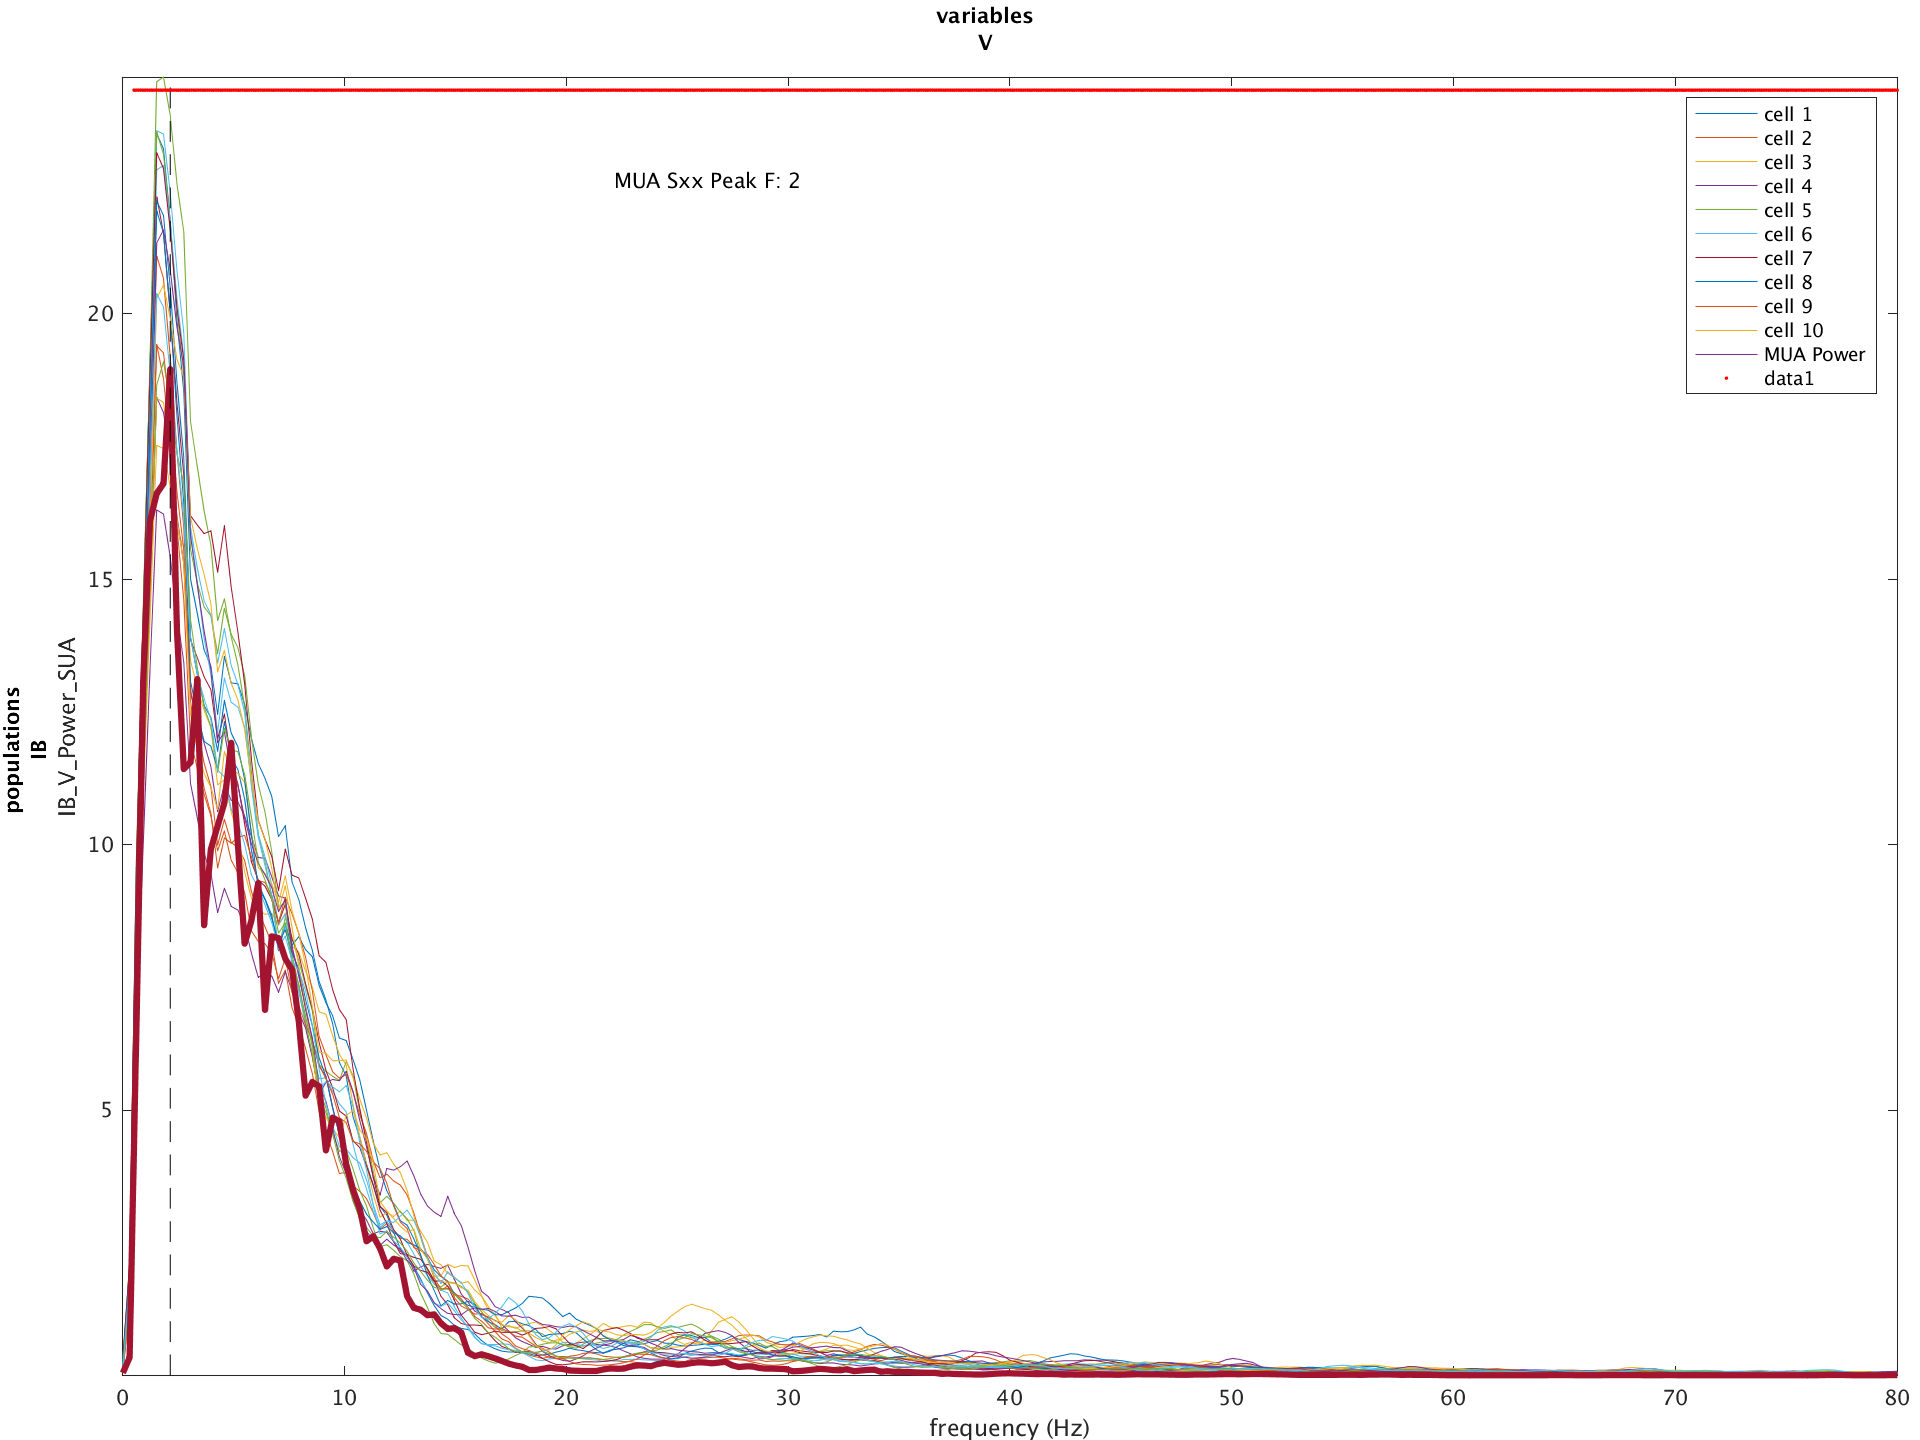 variables
V
MUA Sxx Peak F: 2
cell 1
cell 2
cell 3
cell 4
cell 5
cell 6
cell 7
cell 8
cell 9
cell 10
MUA Power
data1
populations
IB
IB_V_Power_SUA
20
15
10
5
0 10 20 30 40 50 60 70 80
frequency (Hz)